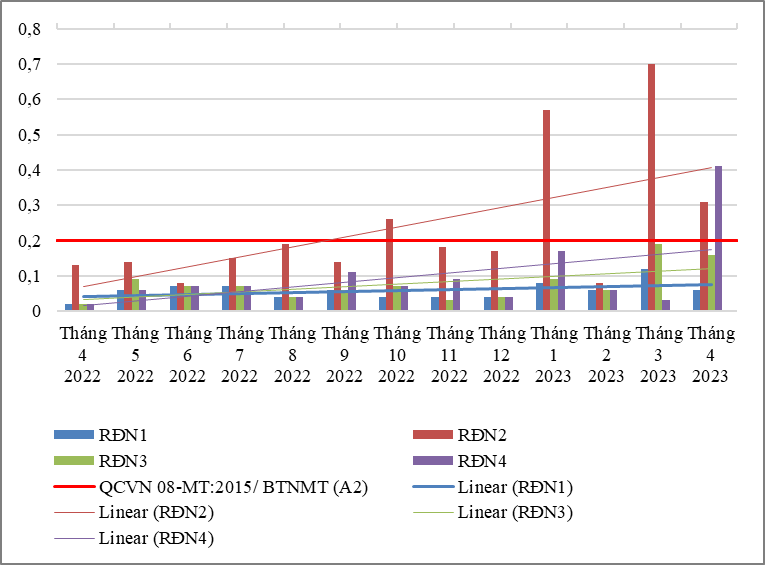 0,8
0,7
0,6
0,5
0,4
0,3
0,2
0,1
0
Tháng Tháng Tháng Tháng Tháng Tháng Tháng Tháng Tháng Tháng Tháng Tháng Tháng
4 5 6 7 8 9 10 11 12 1 2 3 4
2022 2022 2022 2022 2022 2022 2022 2022 2022 2023 2023 2023 2023
RĐN1 RĐN2
RĐN3 RĐN4
QCVN 08-MT:2015/ BTNMT (A2) Linear (RĐN1)
Linear (RĐN2) Linear (RĐN3)
Linear (RĐN4)